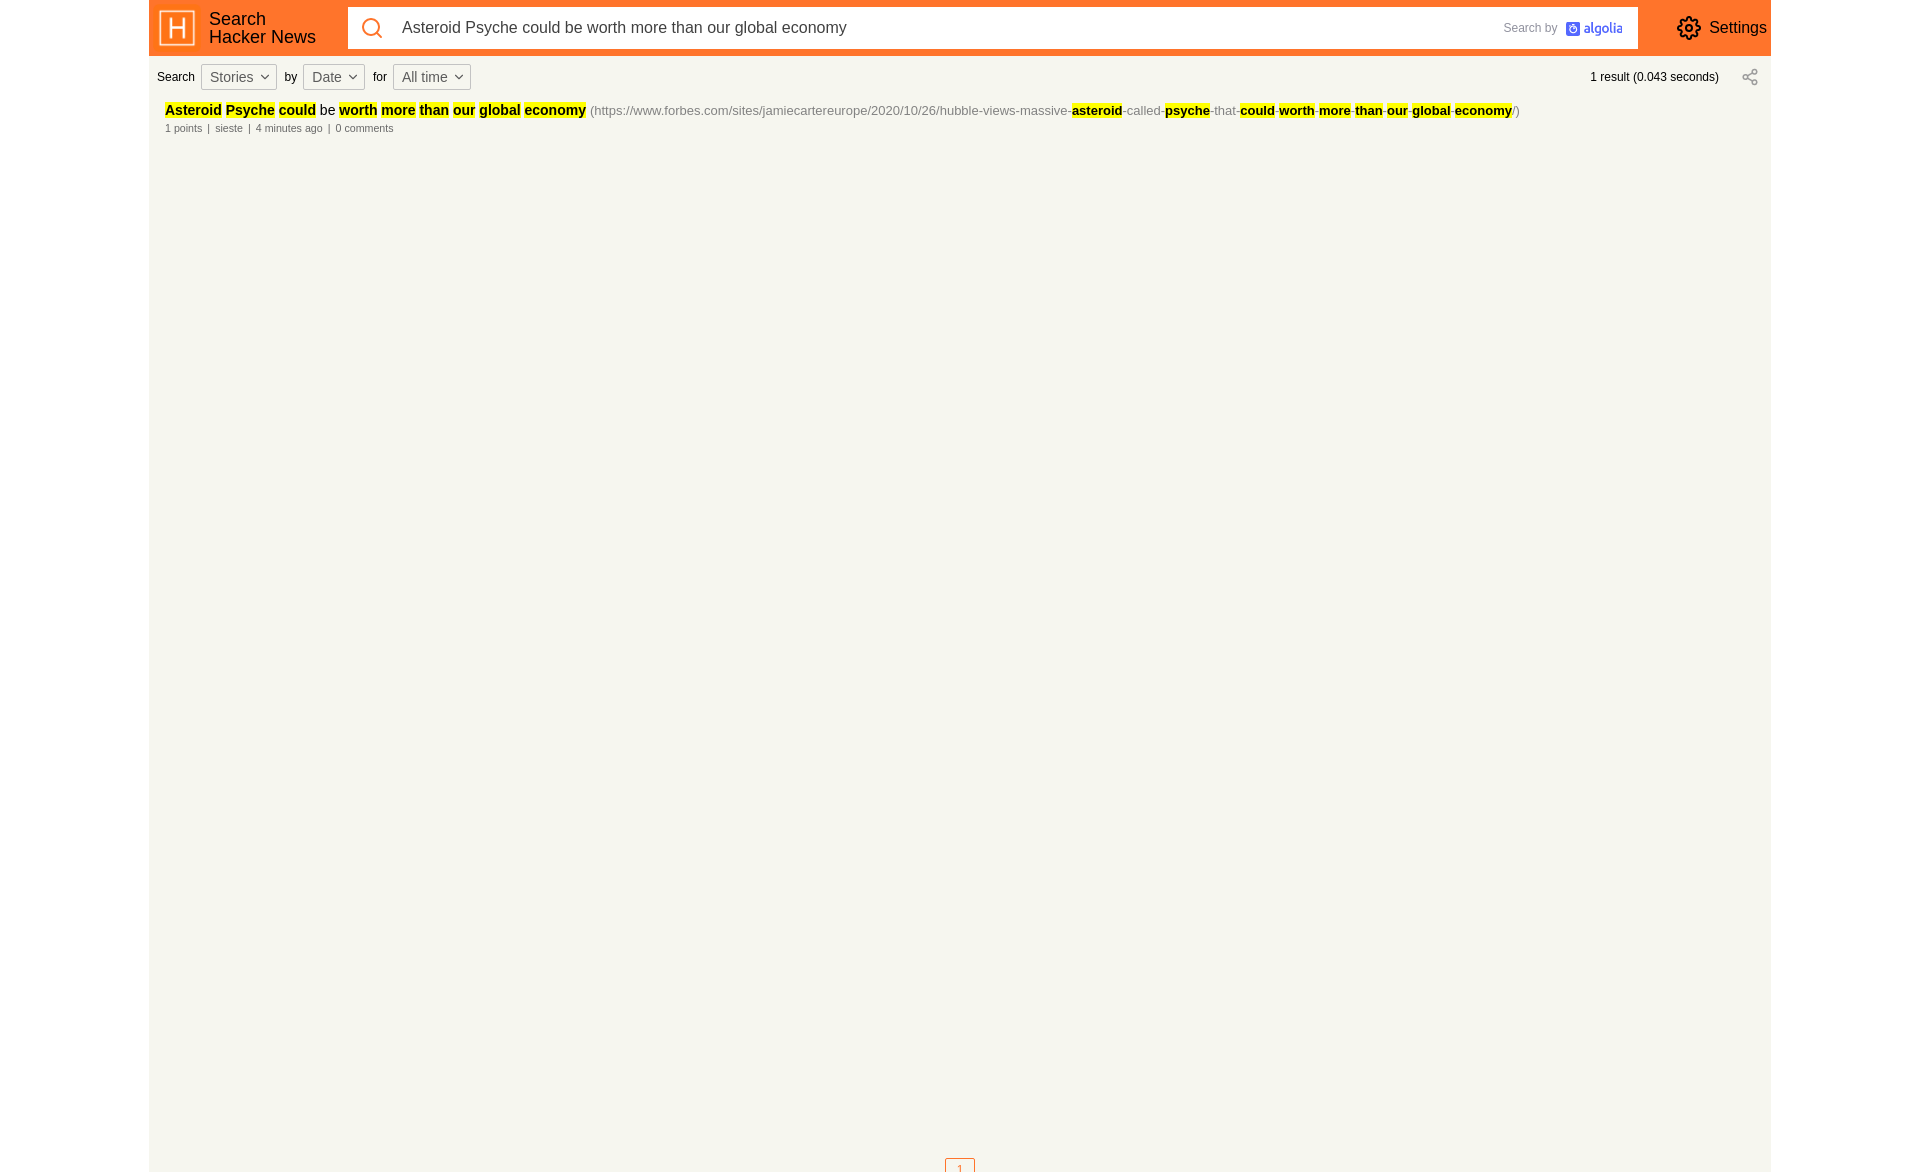 Search
Hacker News
Asteroid Psyche could be worth more than our global economy
Search by algolia
Settings
Search Stories by Date for All time
1 result (0.043 seconds)
Asteroid Psyche could be worth more than our global economy (https://www.forbes.com/sites/jamiecartereurope/2020/10/26/hubble-views-massive-asteroid-called-psyche-that-could-worth-more-than-our-global-economy/)
1 points | sieste | 4 minutes ago | 0 comments
1